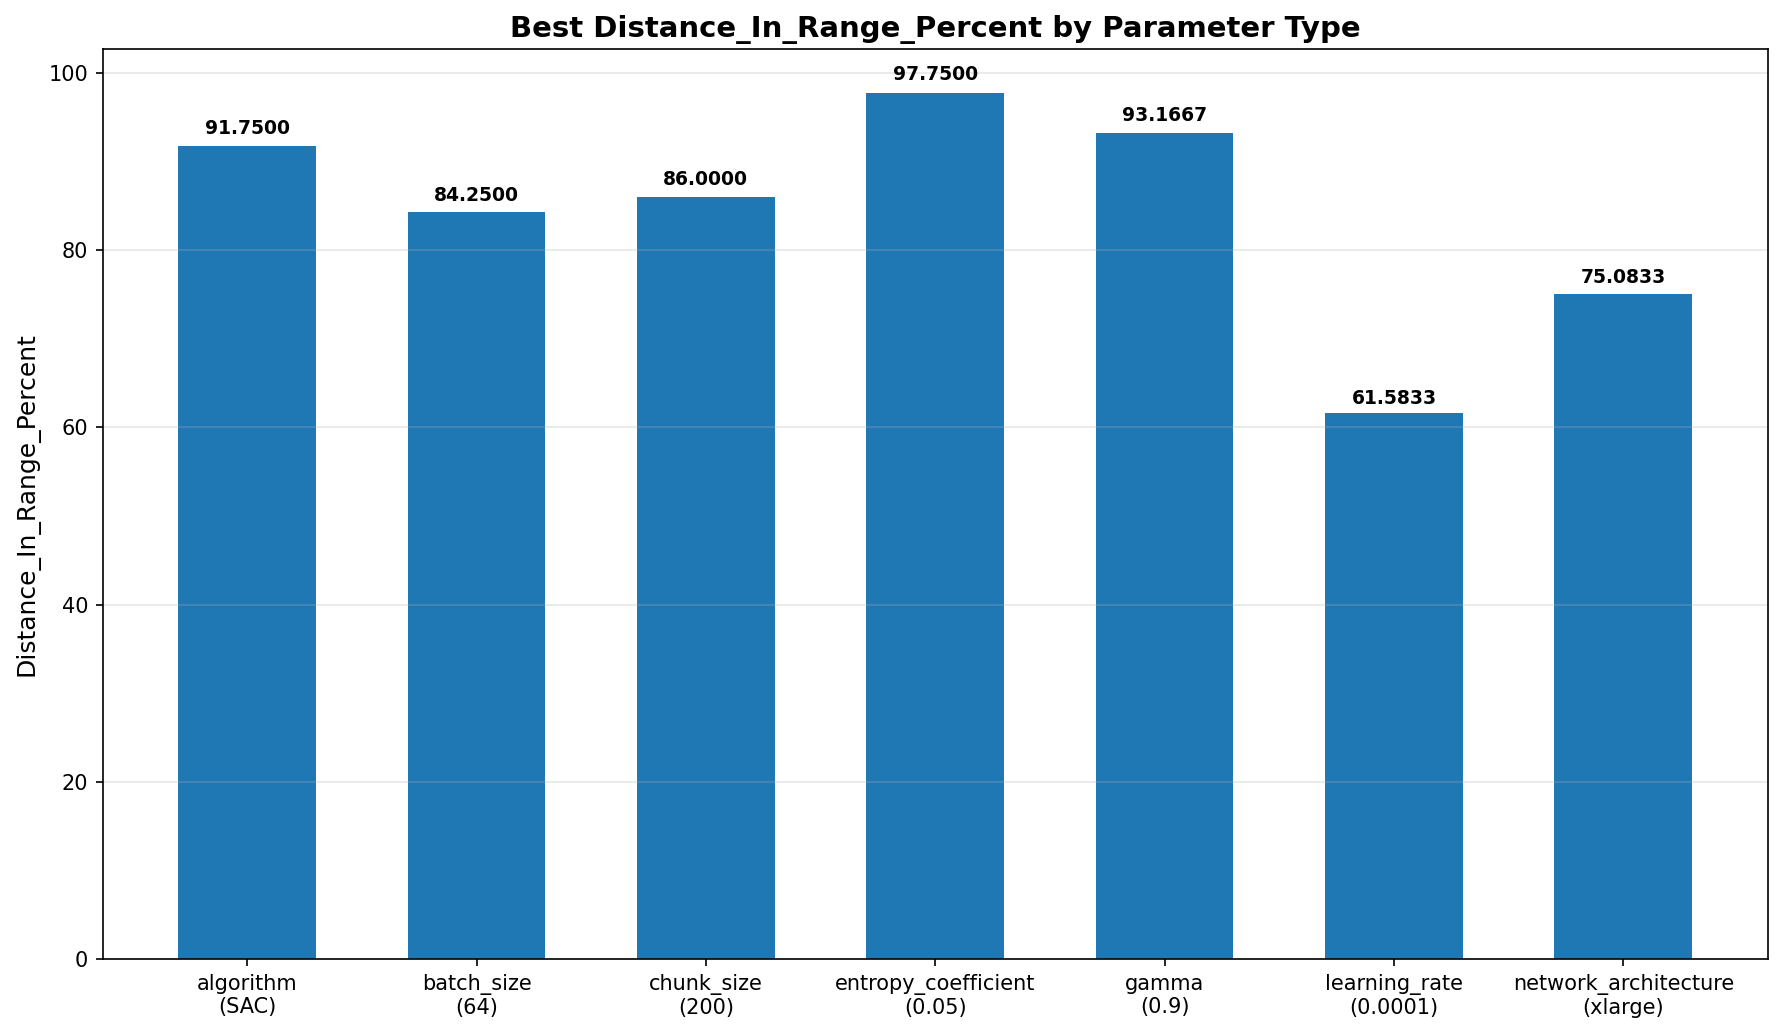 Best Distance_In_Range_Percent by Parameter Type
Distance_In_Range_Percent
100
80
60
40
20
0
91.7500
84.2500
86.0000
97.7500
93.1667
61.5833
75.0833
algorithm
(SAC)
batch_size
(64)
chunk_size
(200)
entropy_coefficient
(0.05)
gamma
(0.9)
learning_rate
(0.0001)
network_architecture
(xlarge)